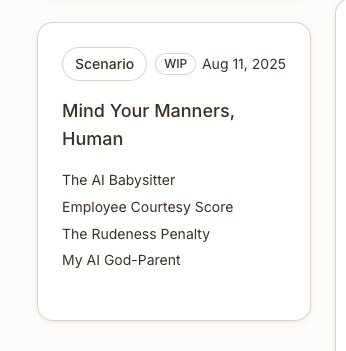 Scenario WIP Aug 11, 2025
Mind Your Manners,
Human
The AI Babysitter
Employee Courtesy Score
The Rudeness Penalty
My AI God-Parent